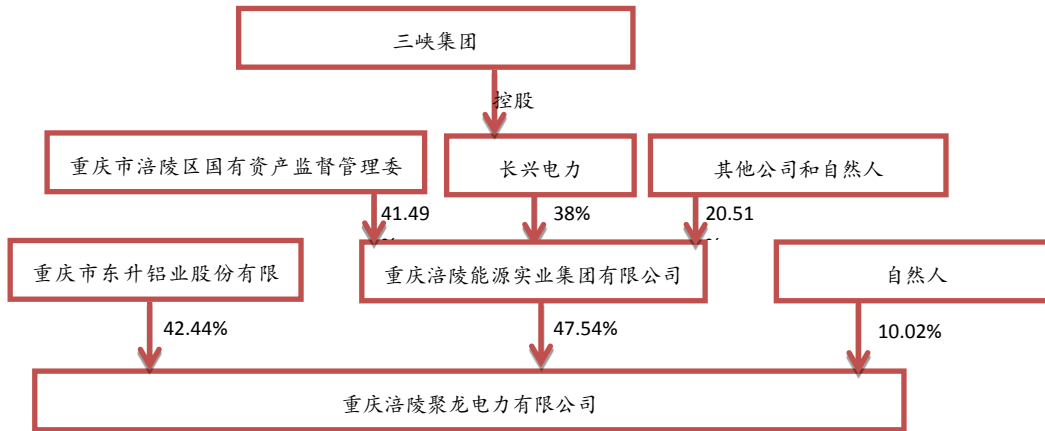 三峡集团
控股
重庆市涪陵区国有资产监督管理委
长兴电力
其他公司和自然人
41.49
38%
20.51
重庆市东升铝业股份有限
重庆涪陵能源实业集团有限公司
自然人
42.44%
47.54%
10.02%
重庆涪陵聚龙电力有限公司